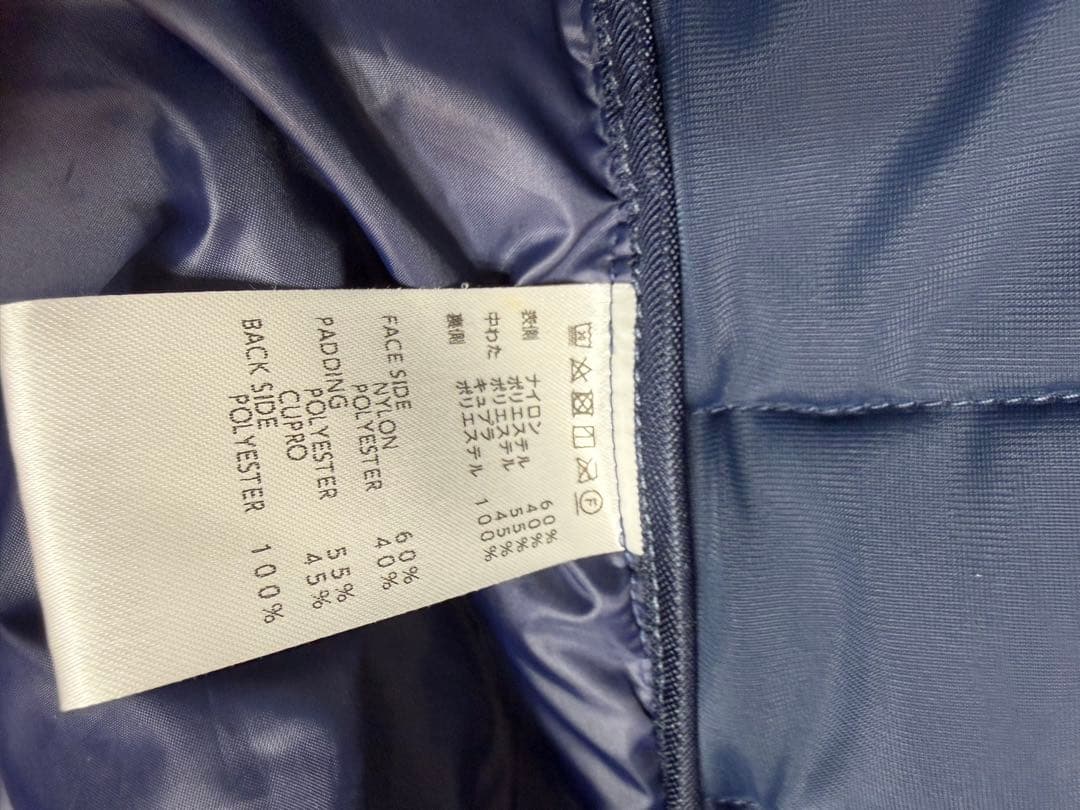 Ⓕ
表側 ナイロン 60%
ポリエステル 40%
中わた ポリエステル 55%
キュプラ 45%
裏側 ポリエステル 100%
FACE SIDE
NYLON 60%
POLYESTER 40%
PADDING
POLYESTER 55%
CUPRO 45%
BACK SIDE
POLYESTER 100%